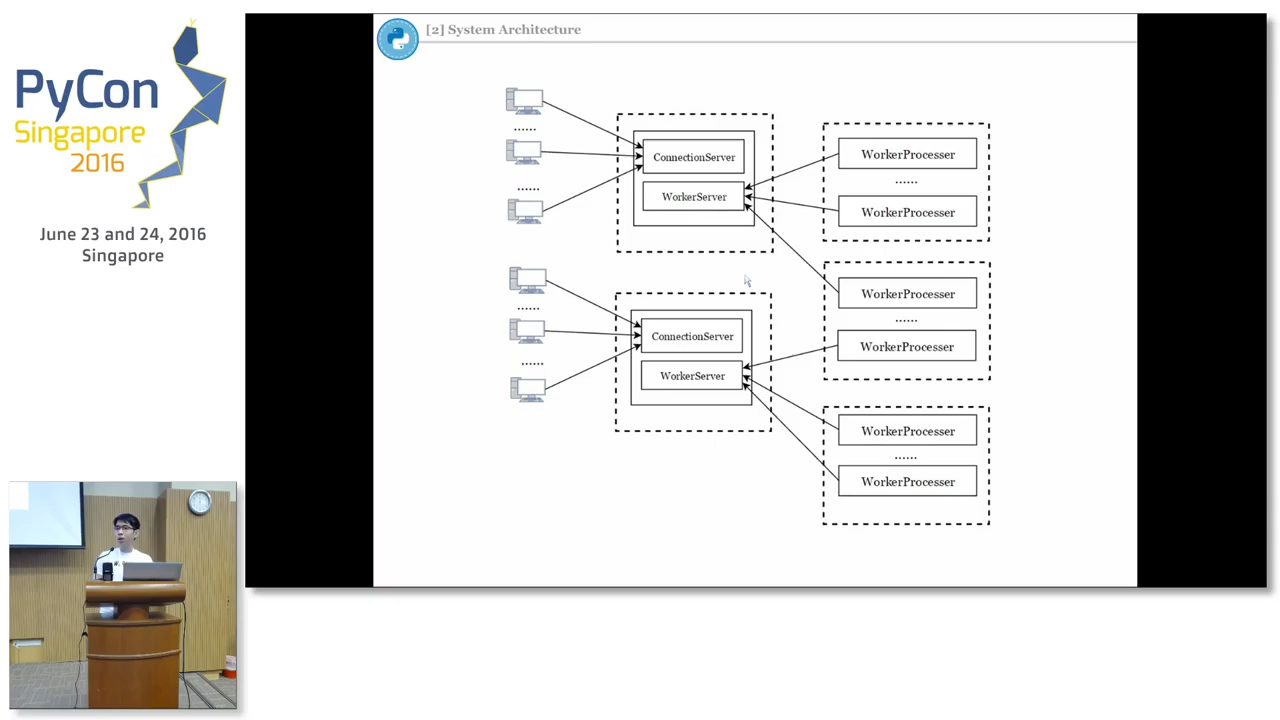 PyCon
Singapore
2016
June 23 and 24, 2016
Singapore
[2] System Architecture
......
......
ConnectionServer
WorkerServer
WorkerProcesser
......
WorkerProcesser
......
......
ConnectionServer
WorkerServer
WorkerProcesser
......
WorkerProcesser
WorkerProcesser
......
WorkerProcesser